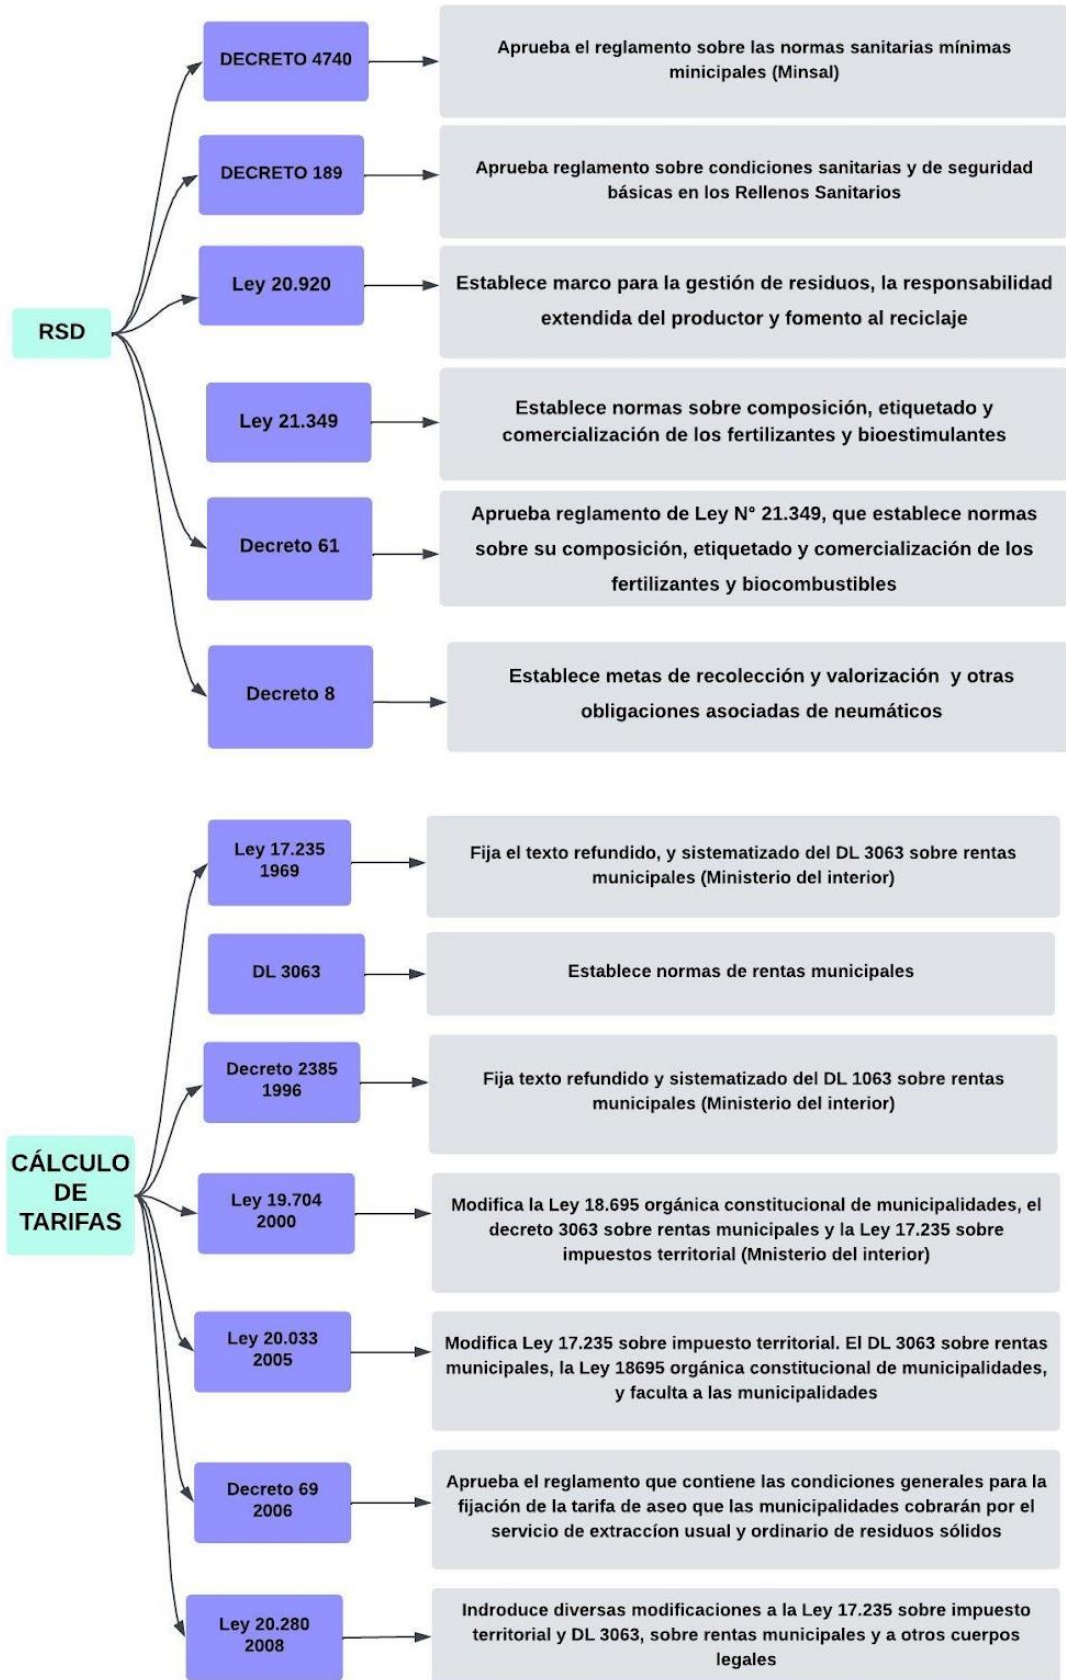 DECRETO 4740
Aprueba el reglamento sobre las normas sanitarias mínimas
minicipales (Minsal)
DECRETO 189
Aprueba reglamento sobre condiciones sanitarias y de seguridad
básicas en los Rellenos Sanitarios
Ley 20.920
Establece marco para la gestión de residuos, la responsabilidad
extendida del productor y fomento al reciclaje
RSD
Ley 21.349
Establece normas sobre composición, etiquetado y
comercialización de los fertilizantes y bioestimulantes
Decreto 61
Aprueba reglamento de Ley N° 21.349, que establece normas
sobre su composición, etiquetado y comercialización de los
fertilizantes y biocombustibles
Decreto 8
Establece metas de recolección y valorización y otras
obligaciones asociadas de neumáticos
Ley 17.235
1969
Fija el texto refundido, y sistematizado del DL 3063 sobre rentas
municipales (Ministerio del interior)
DL 3063
Establece normas de rentas municipales
Decreto 2385
1996
Fija texto refundido y sistematizado del DL 1063 sobre rentas
municipales (Ministerio del interior)
CÁLCULO
DE
TARIFAS
Ley 19.704
2000
Modifica la Ley 18.695 orgánica constitucional de municipalidades, el
decreto 3063 sobre rentas municipales y la Ley 17.235 sobre
impuestos territorial (Mnisterio del interior)
Ley 20.033
2005
Modifica Ley 17.235 sobre impuesto territorial. El DL 3063 sobre rentas
municipales, la Ley 18695 orgánica constitucional de municipalidades,
y faculta a las municipalidades
Decreto 69
2006
Aprueba el reglamento que contiene las condiciones generales para la
fijación de la tarifa de aseo que las municipalidades cobrarán por el
servicio de extraccíon usual y ordinario de residuos sólidos
Ley 20.280
2008
Indroduce diversas modificaciones a la Ley 17.235 sobre impuesto
territorial y DL 3063, sobre rentas municipales y a otros cuerpos
legales